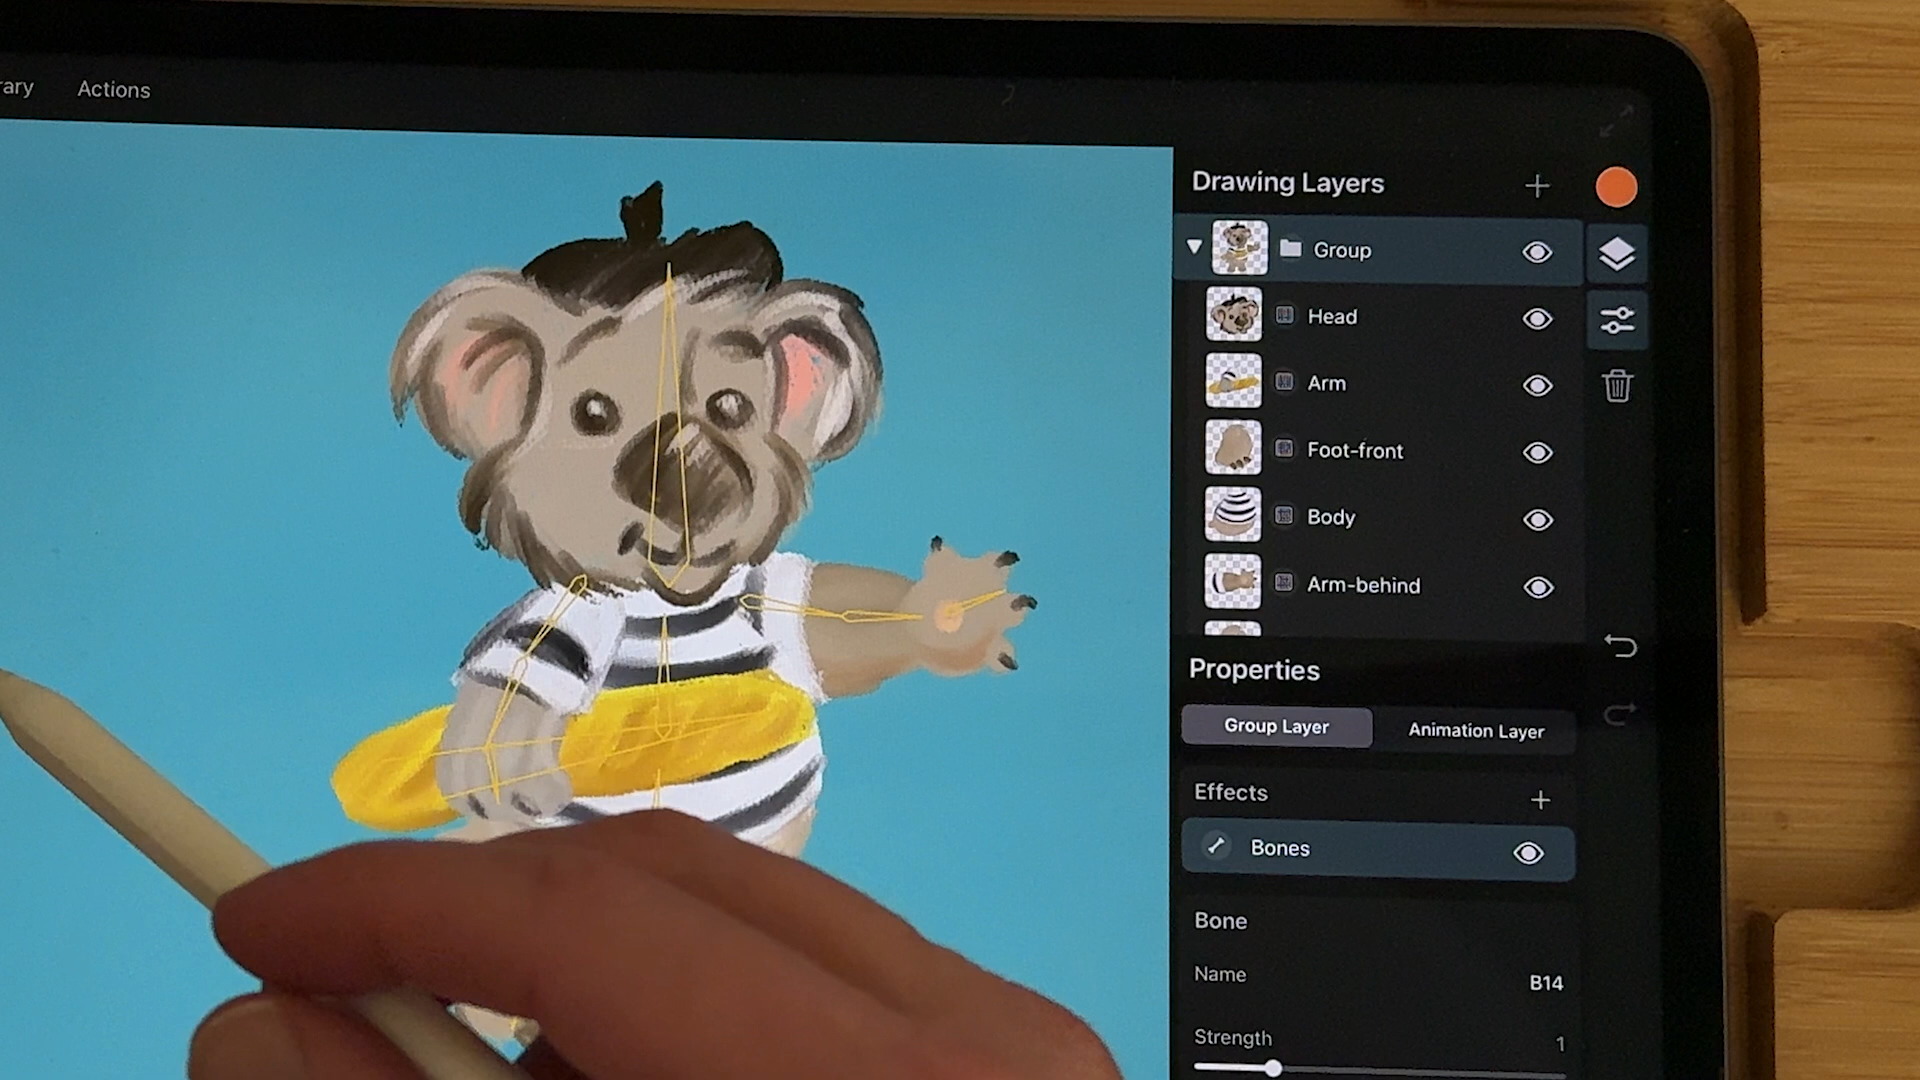 rary Actions
Drawing Layers
Group
Head
Arm
Foot-front
Body
Arm-behind
Properties
Group Layer Animation Layer
Effects
Bones
Bone
Name B14
Strength 1